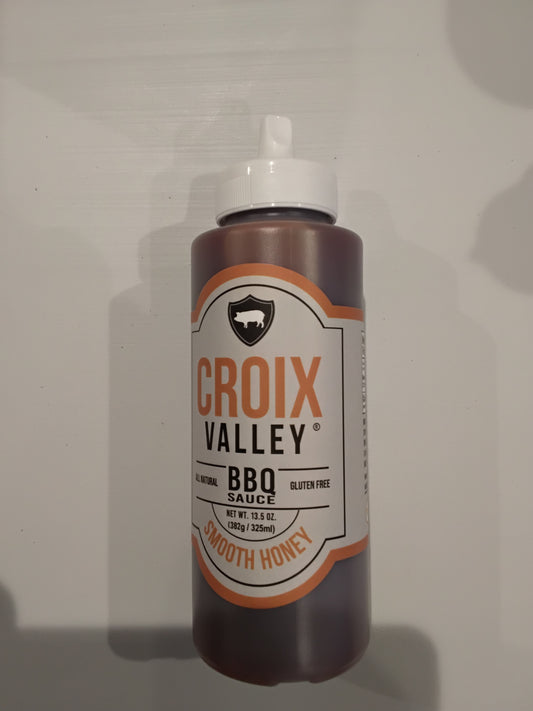 CROIX
VALLEY®
ALL NATURAL BBQ SAUCE GLUTEN FREE
NET WT. 13.5 OZ.
(382g / 325ml)
SMOOTH HONEY